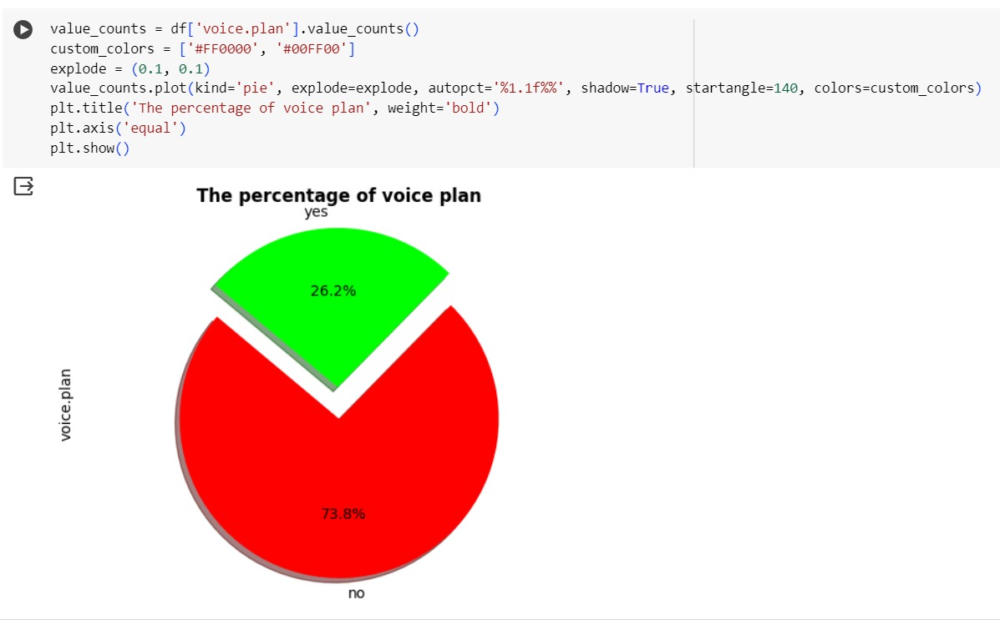 value_counts = df['voice.plan'].value_counts()
custom_colors = ['#FF0000', '#00FF00']
explode = (0.1, 0.1)
value_counts.plot(kind='pie', explode=explode, autopct='%1.1f%%', shadow=True, startangle=140, colors=custom_colors)
plt.title('The percentage of voice plan', weight='bold')
plt.axis('equal')
plt.show()
The percentage of voice plan
yes
26.2%
voice.plan
73.8%
no